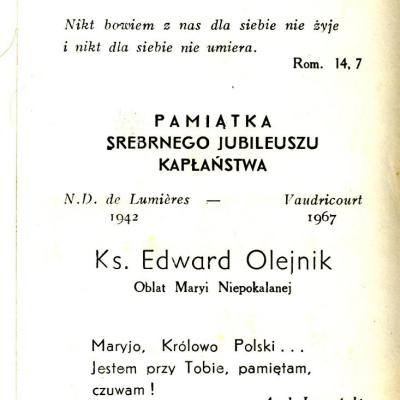 Nikt bowiem z nas dla siebie nie żyje
i nikt dla siebie nie umiera.
Rom. 14, 7
PAMIĄTKA
SREBRNEGO JUBILEUSZU
KAPŁAŃSTWA
N.D. de Lumières — Vaudricourt
1942 1967
Ks. Edward Olejnik
Oblat Maryi Niepokalanej
Maryjo, Królowo Polski...
Jestem przy Tobie, pamiętam,
czuwam!